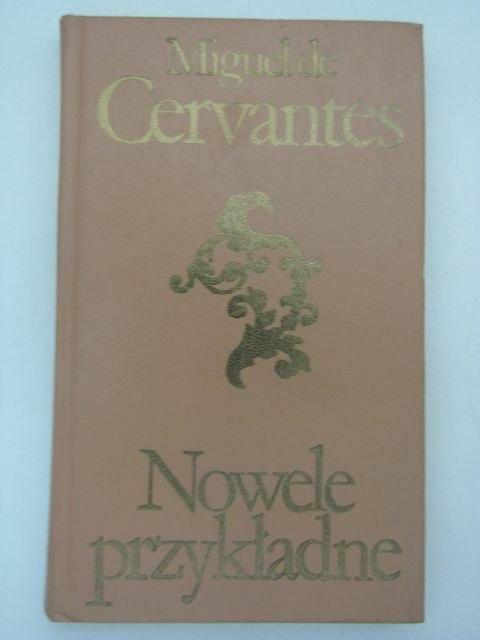 Miguel de
Cervantes
Nowele
przykładne